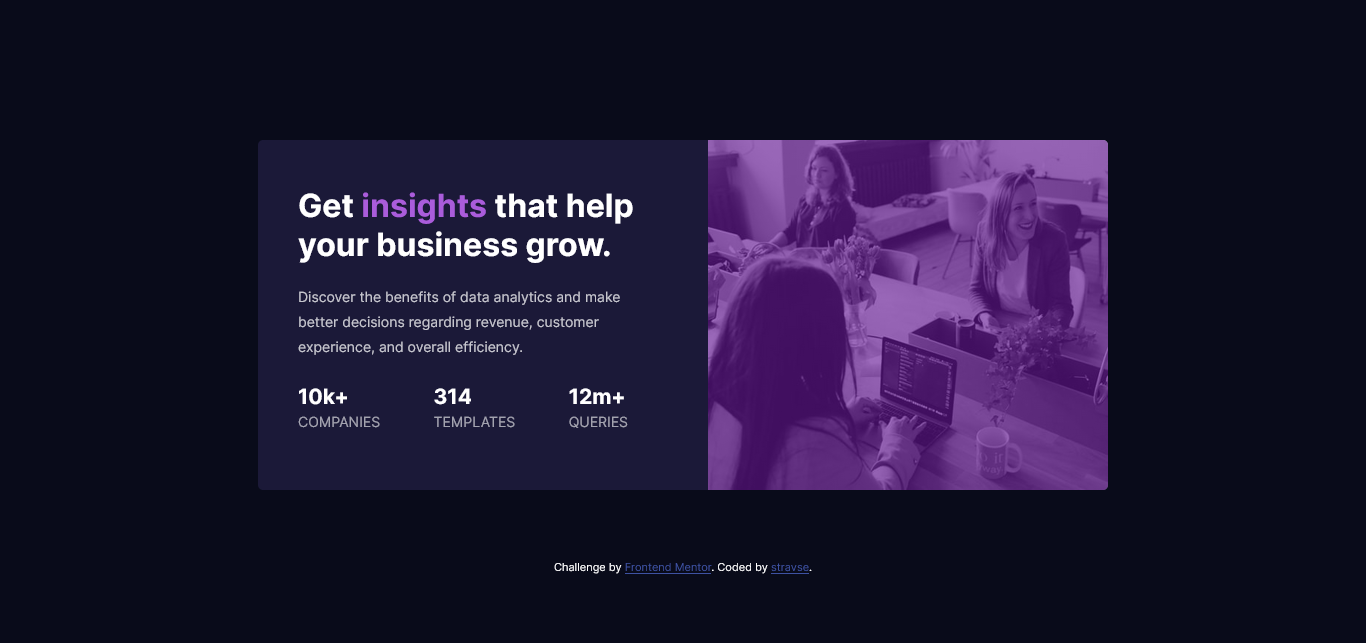 Get insights that help
your business grow.
Discover the benefits of data analytics and make
better decisions regarding revenue, customer
experience, and overall efficiency.
10k+ 314 12m+
COMPANIES TEMPLATES QUERIES
Challenge by Frontend Mentor. Coded by stravse.